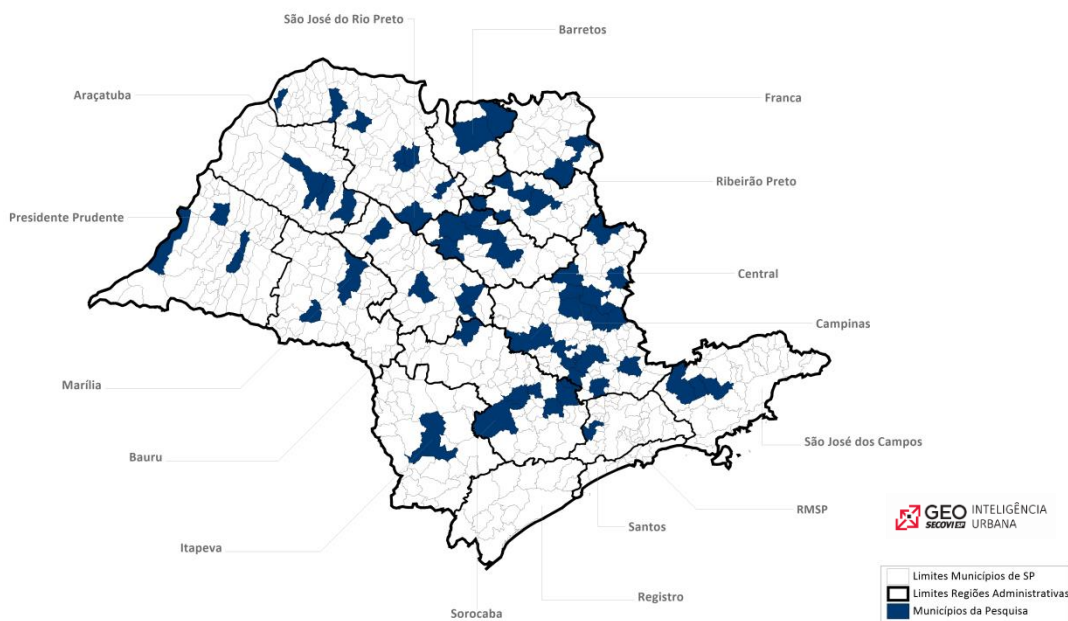 São José do Rio Preto
Barretos
Araçatuba
Franca
Ribeirão Preto
Presidente Prudente
Central
Campinas
Marília
São José dos Campos
Bauru
RMSP
Santos
Itapeva
Registro
Sorocaba
GEO INTELIGÊNCIA
SECOVI SP URBANA
Limites Municípios de SP
Limites Regiões Administrativas
Municípios da Pesquisa